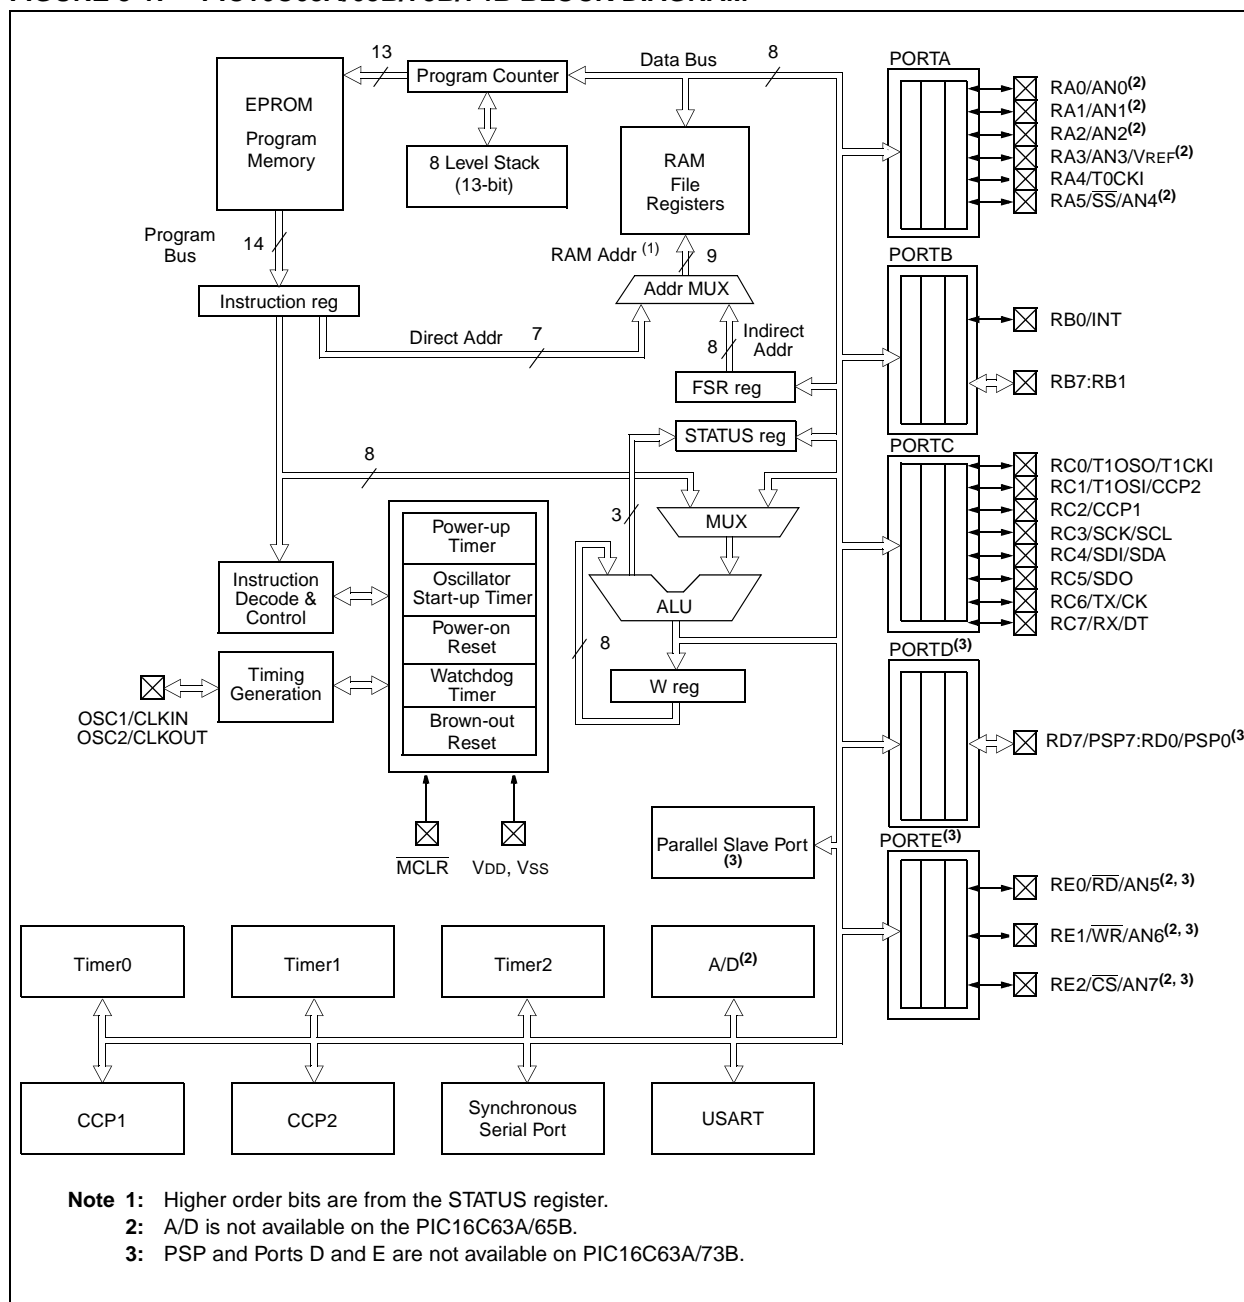 13
Program Counter
Data Bus
8
EPROM
Program
Memory
8 Level Stack
(13-bit)
RAM
File
Registers
Program
Bus
14
RAM Addr (1)
9
Addr MUX
Instruction reg
Direct Addr
7
8
Indirect
Addr
FSR reg
STATUS reg
8
3
MUX
ALU
8
W reg
Power-up
Timer
Oscillator
Start-up Timer
Power-on
Reset
Watchdog
Timer
Brown-out
Reset
Instruction
Decode &
Control
Timing
Generation
OSC1/CLKIN
OSC2/CLKOUT
MCLR
VDD, VSS
Parallel Slave Port
(3)
PORTA
RA0/AN0(2)
RA1/AN1(2)
RA2/AN2(2)
RA3/AN3/VREF(2)
RA4/T0CKI
RA5/SS/AN4(2)
PORTB
RB0/INT
RB7:RB1
PORTC
RC0/T1OSO/T1CKI
RC1/T1OSI/CCP2
RC2/CCP1
RC3/SCK/SCL
RC4/SDI/SDA
RC5/SDO
RC6/TX/CK
RC7/RX/DT
PORTD(3)
RD7/PSP7:RD0/PSP0(3
PORTE(3)
RE0/RD/AN5(2, 3)
RE1/WR/AN6(2, 3)
RE2/CS/AN7(2, 3)
Timer0
Timer1
Timer2
A/D(2)
CCP1
CCP2
Synchronous
Serial Port
USART
Note 1: Higher order bits are from the STATUS register.
2: A/D is not available on the PIC16C63A/65B.
3: PSP and Ports D and E are not available on PIC16C63A/73B.